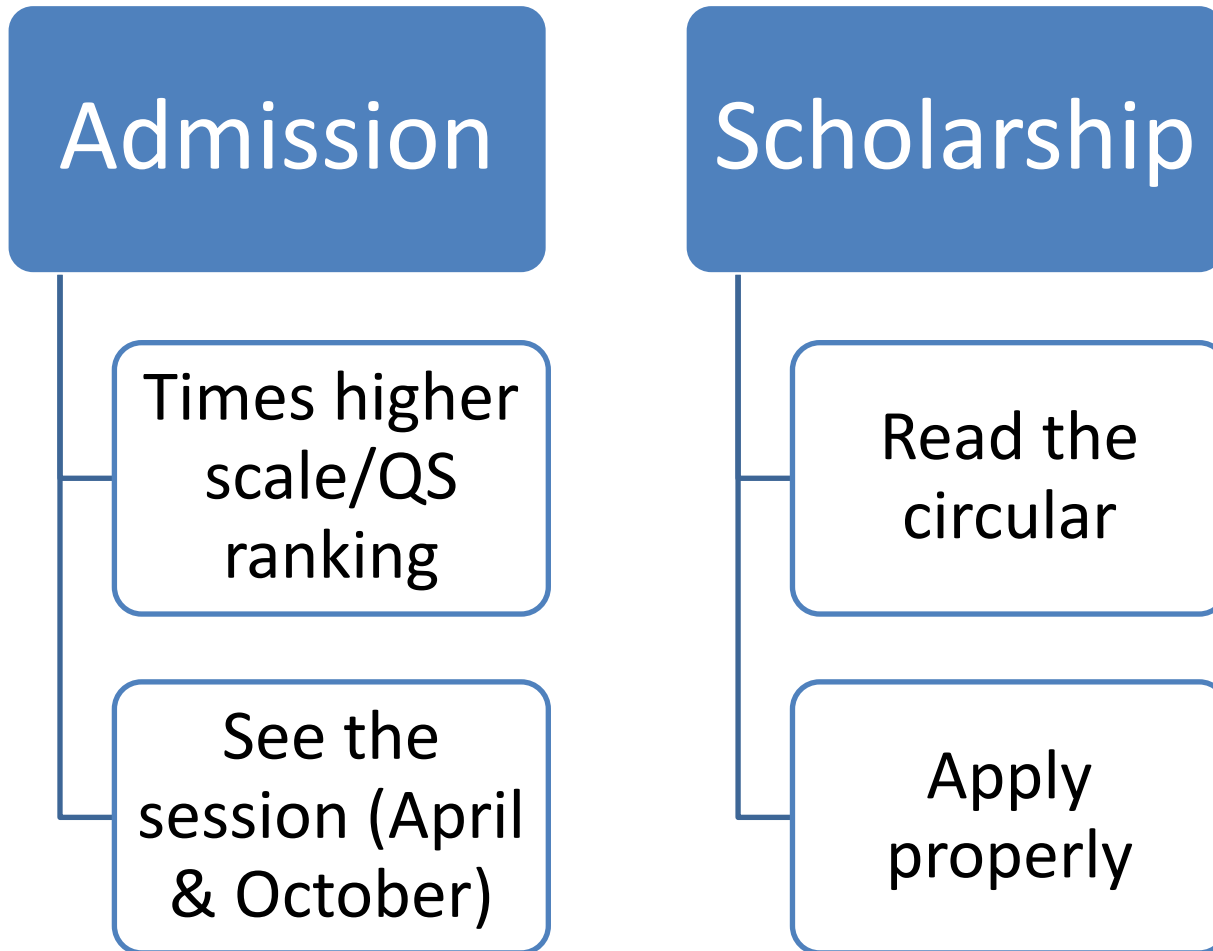 Admission
Times higher
scale/QS
ranking
See the
session (April
& October)
Scholarship
Read the
circular
Apply
properly